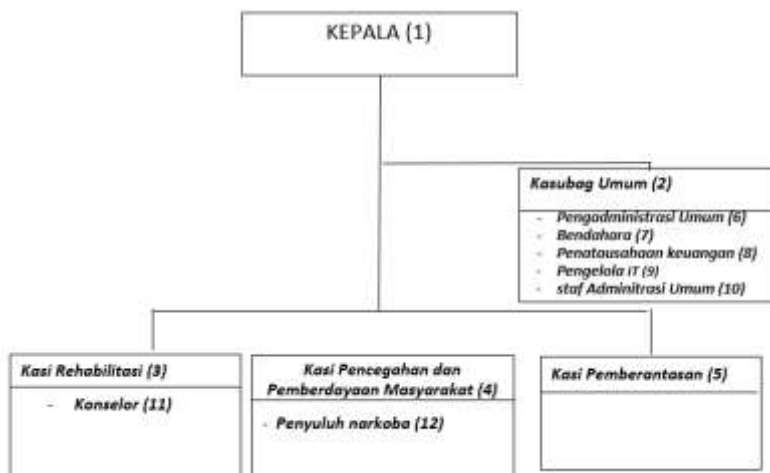 KEPALA (1)
Kasubag Umum (2)
- Pengadministrasi Umum (6)
- Bendahara (7)
- Penatausahaan keuangan (8)
- Pengelola IT (9)
- staf Adminitrasi Umum (10)
Kasi Rehabilitasi (3)
- Konselor (11)
Kasi Pencegahan dan
Pemberdayaan Masyarakat (4)
- Penyuluh narkoba (12)
Kasi Pemberantasan (5)